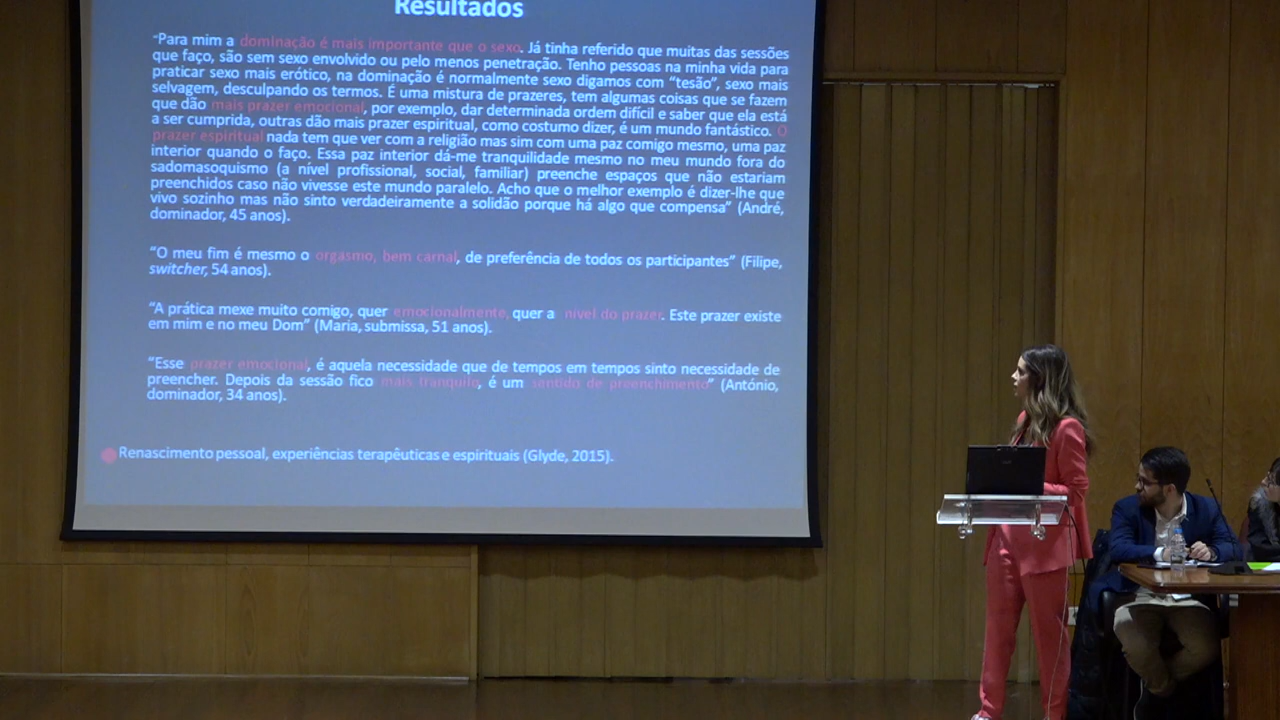 Resultados
"Para mim a dominação é mais importante que o sexo. Já tinha referido que muitas das sessões
que faço, são sem sexo envolvido ou pelo menos penetração. Tenho pessoas na minha vida para
praticar sexo mais erótico, na dominação é normalmente sexo digamos com "tesão", sexo mais
selvagem, desculpando os termos. É uma mistura de prazeres, tem algumas coisas que se fazem
que dão mais prazer emocional, por exemplo, dar determinada ordem difícil e saber que ela está
a ser cumprida, outras dão mais prazer espiritual, como costumo dizer, é um mundo fantástico. O
prazer espiritual nada tem que ver com a religião mas sim com uma paz comigo mesmo, uma paz
interior quando o faço. Essa paz interior dá-me tranquilidade mesmo no meu mundo fora do
sadomasoquismo (a nível profissional, social, familiar) preenche espaços que não estariam
preenchidos caso não vivesse este mundo paralelo. Acho que o melhor exemplo é dizer-lhe que
vivo sozinho mas não sinto verdadeiramente a solidão porque há algo que compensa" (André,
dominador, 45 anos).
"O meu fim é mesmo o orgasmo, bem carnal, de preferência de todos os participantes" (Filipe,
switcher, 54 anos).
"A prática mexe muito comigo, quer emocionalmente, quer a nível do prazer. Este prazer existe
em mim e no meu Dom" (Maria, submissa, 51 anos).
"Esse prazer emocional, é aquela necessidade que de tempos em tempos sinto necessidade de
preencher. Depois da sessão fico mais tranquilo, é um sentido de preenchimento" (António,
dominador, 34 anos).
Renascimento pessoal, experiências terapêuticas e espirituais (Glyde, 2015).